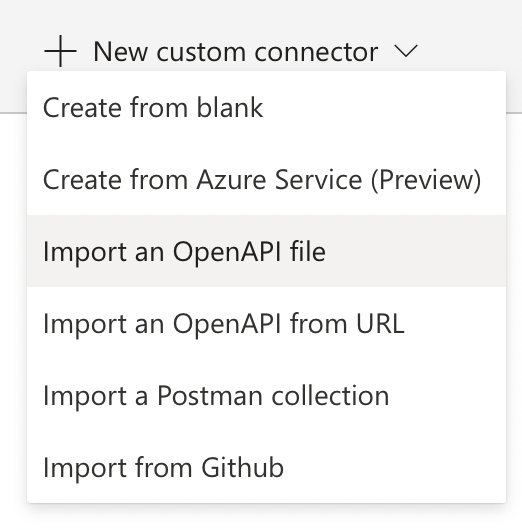 New custom connector
Create from blank
Create from Azure Service (Preview)
Import an OpenAPI file
Import an OpenAPI from URL
Import a Postman collection
Import from Github